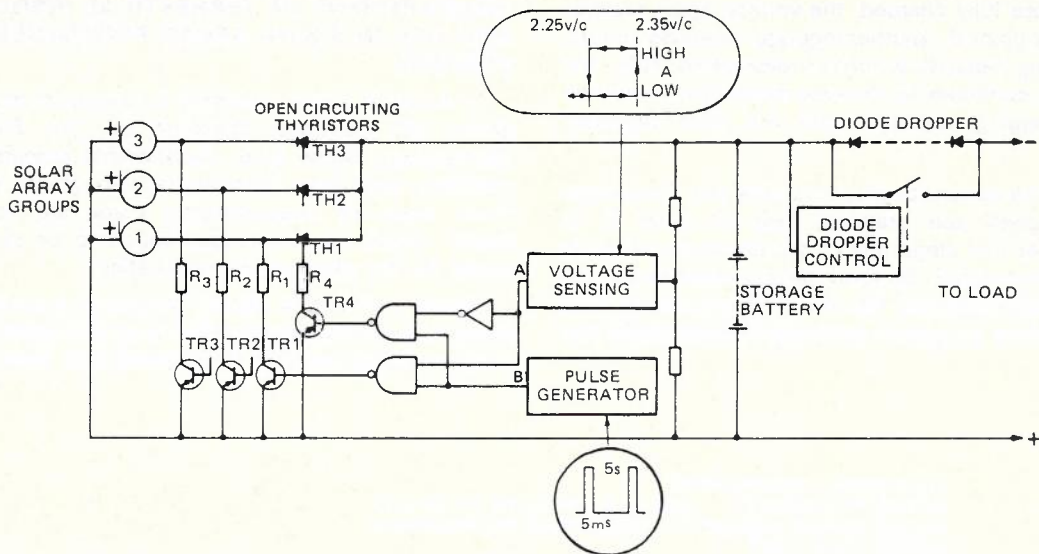 2.25v/c 2.35v/c
HIGH
A
LOW
OPEN CIRCUITING
THYRISTORS
DIODE DROPPER
+ 3
TH3
−
SOLAR
ARRAY
GROUPS
+ 2
TH2
+ 1
TH1
R3 R2 R1 R4
A
VOLTAGE
SENSING
DIODE
DROPPER
CONTROL
TR4
STORAGE
BATTERY
TO LOAD
TR3 TR2 TR1
B
PULSE
GENERATOR
+
5s
5ms